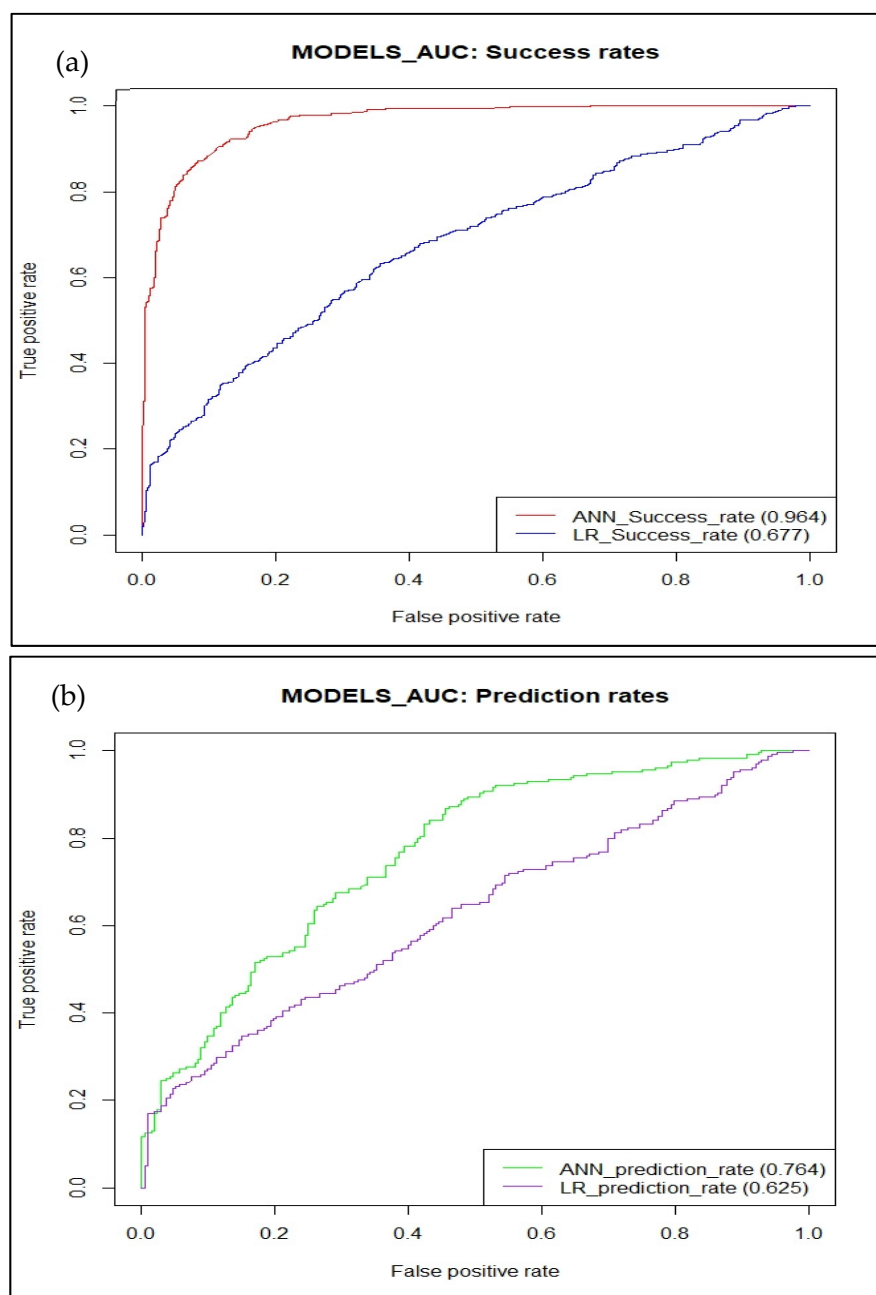 (a)
MODELS_AUC: Success rates
True positive rate
1.0
0.8
0.6
0.4
0.2
0.0
ANN_Success_rate (0.964)
LR_Success_rate (0.677)
0.0 0.2 0.4 0.6 0.8 1.0
False positive rate
(b)
MODELS_AUC: Prediction rates
True positive rate
1.0
0.8
0.6
0.4
0.2
0.0
ANN_prediction_rate (0.764)
LR_prediction_rate (0.625)
0.0 0.2 0.4 0.6 0.8 1.0
False positive rate